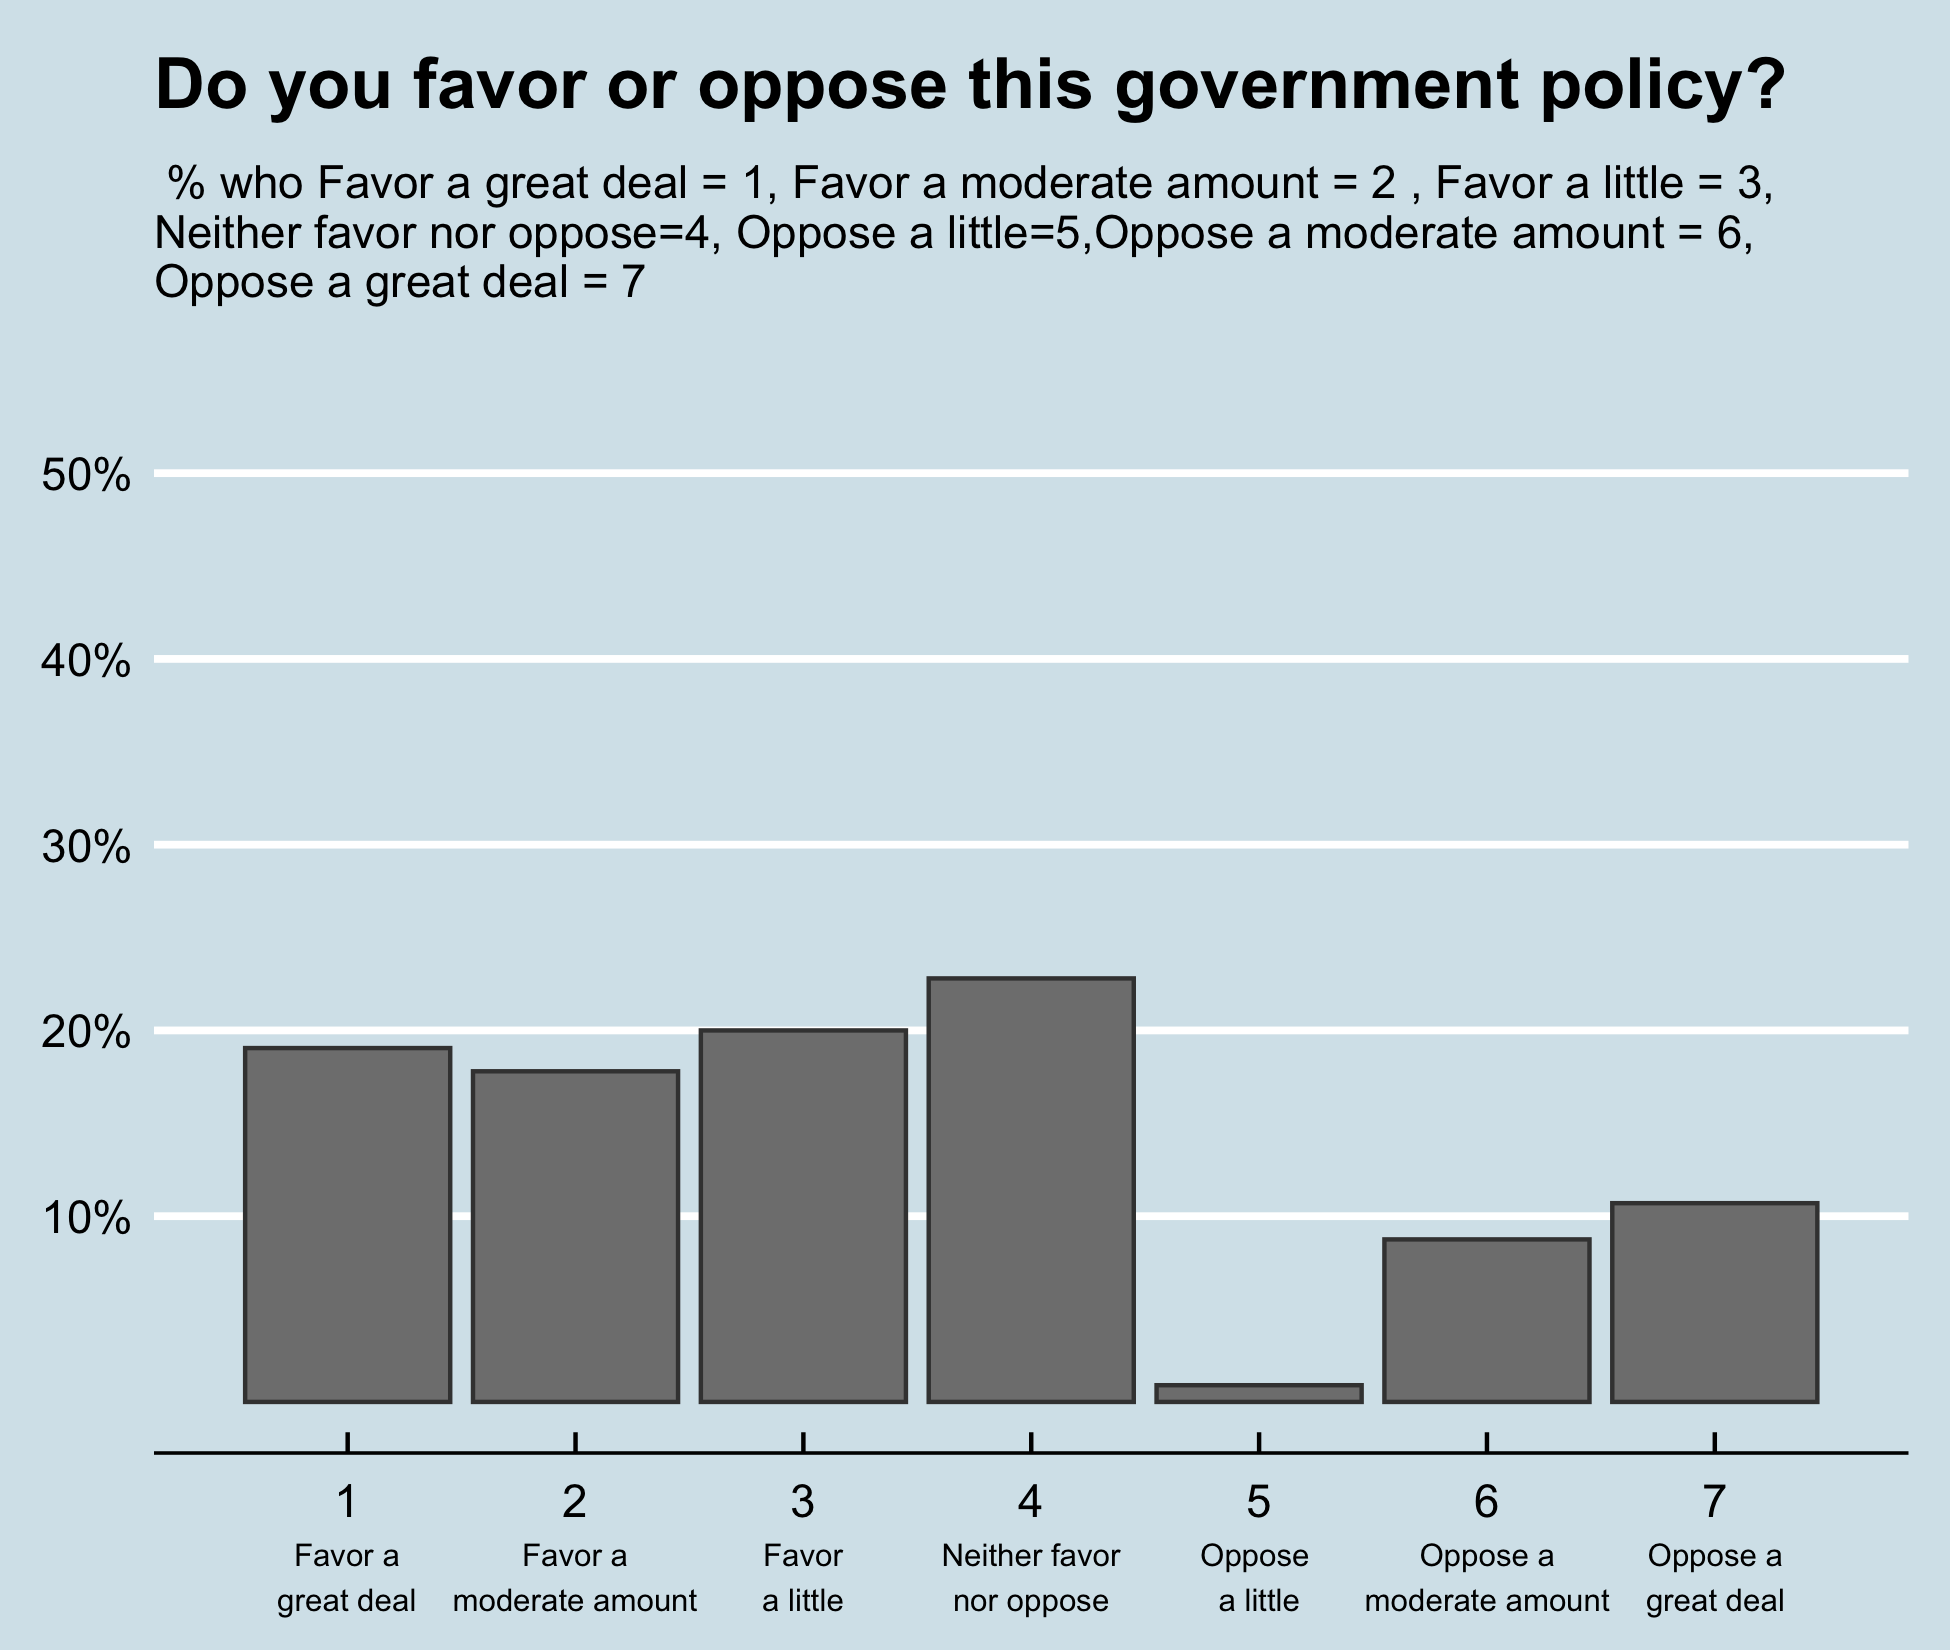 Do you favor or oppose this government policy?
% who Favor a great deal = 1, Favor a moderate amount = 2 , Favor a little = 3,
Neither favor nor oppose=4, Oppose a little=5,Oppose a moderate amount = 6,
Oppose a great deal = 7
50%
40%
30%
20%
10%
1 2 3 4 5 6 7
Favor a Favor a Favor Neither favor Oppose Oppose a Oppose a
great deal moderate amount a little nor oppose a little moderate amount great deal